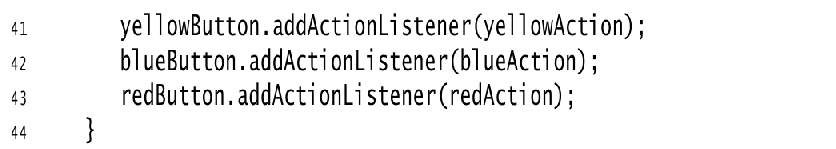 41 yellowButton.addActionListener(yellowAction);
42 blueButton.addActionListener(blueAction);
43 redButton.addActionListener(redAction);
44 }